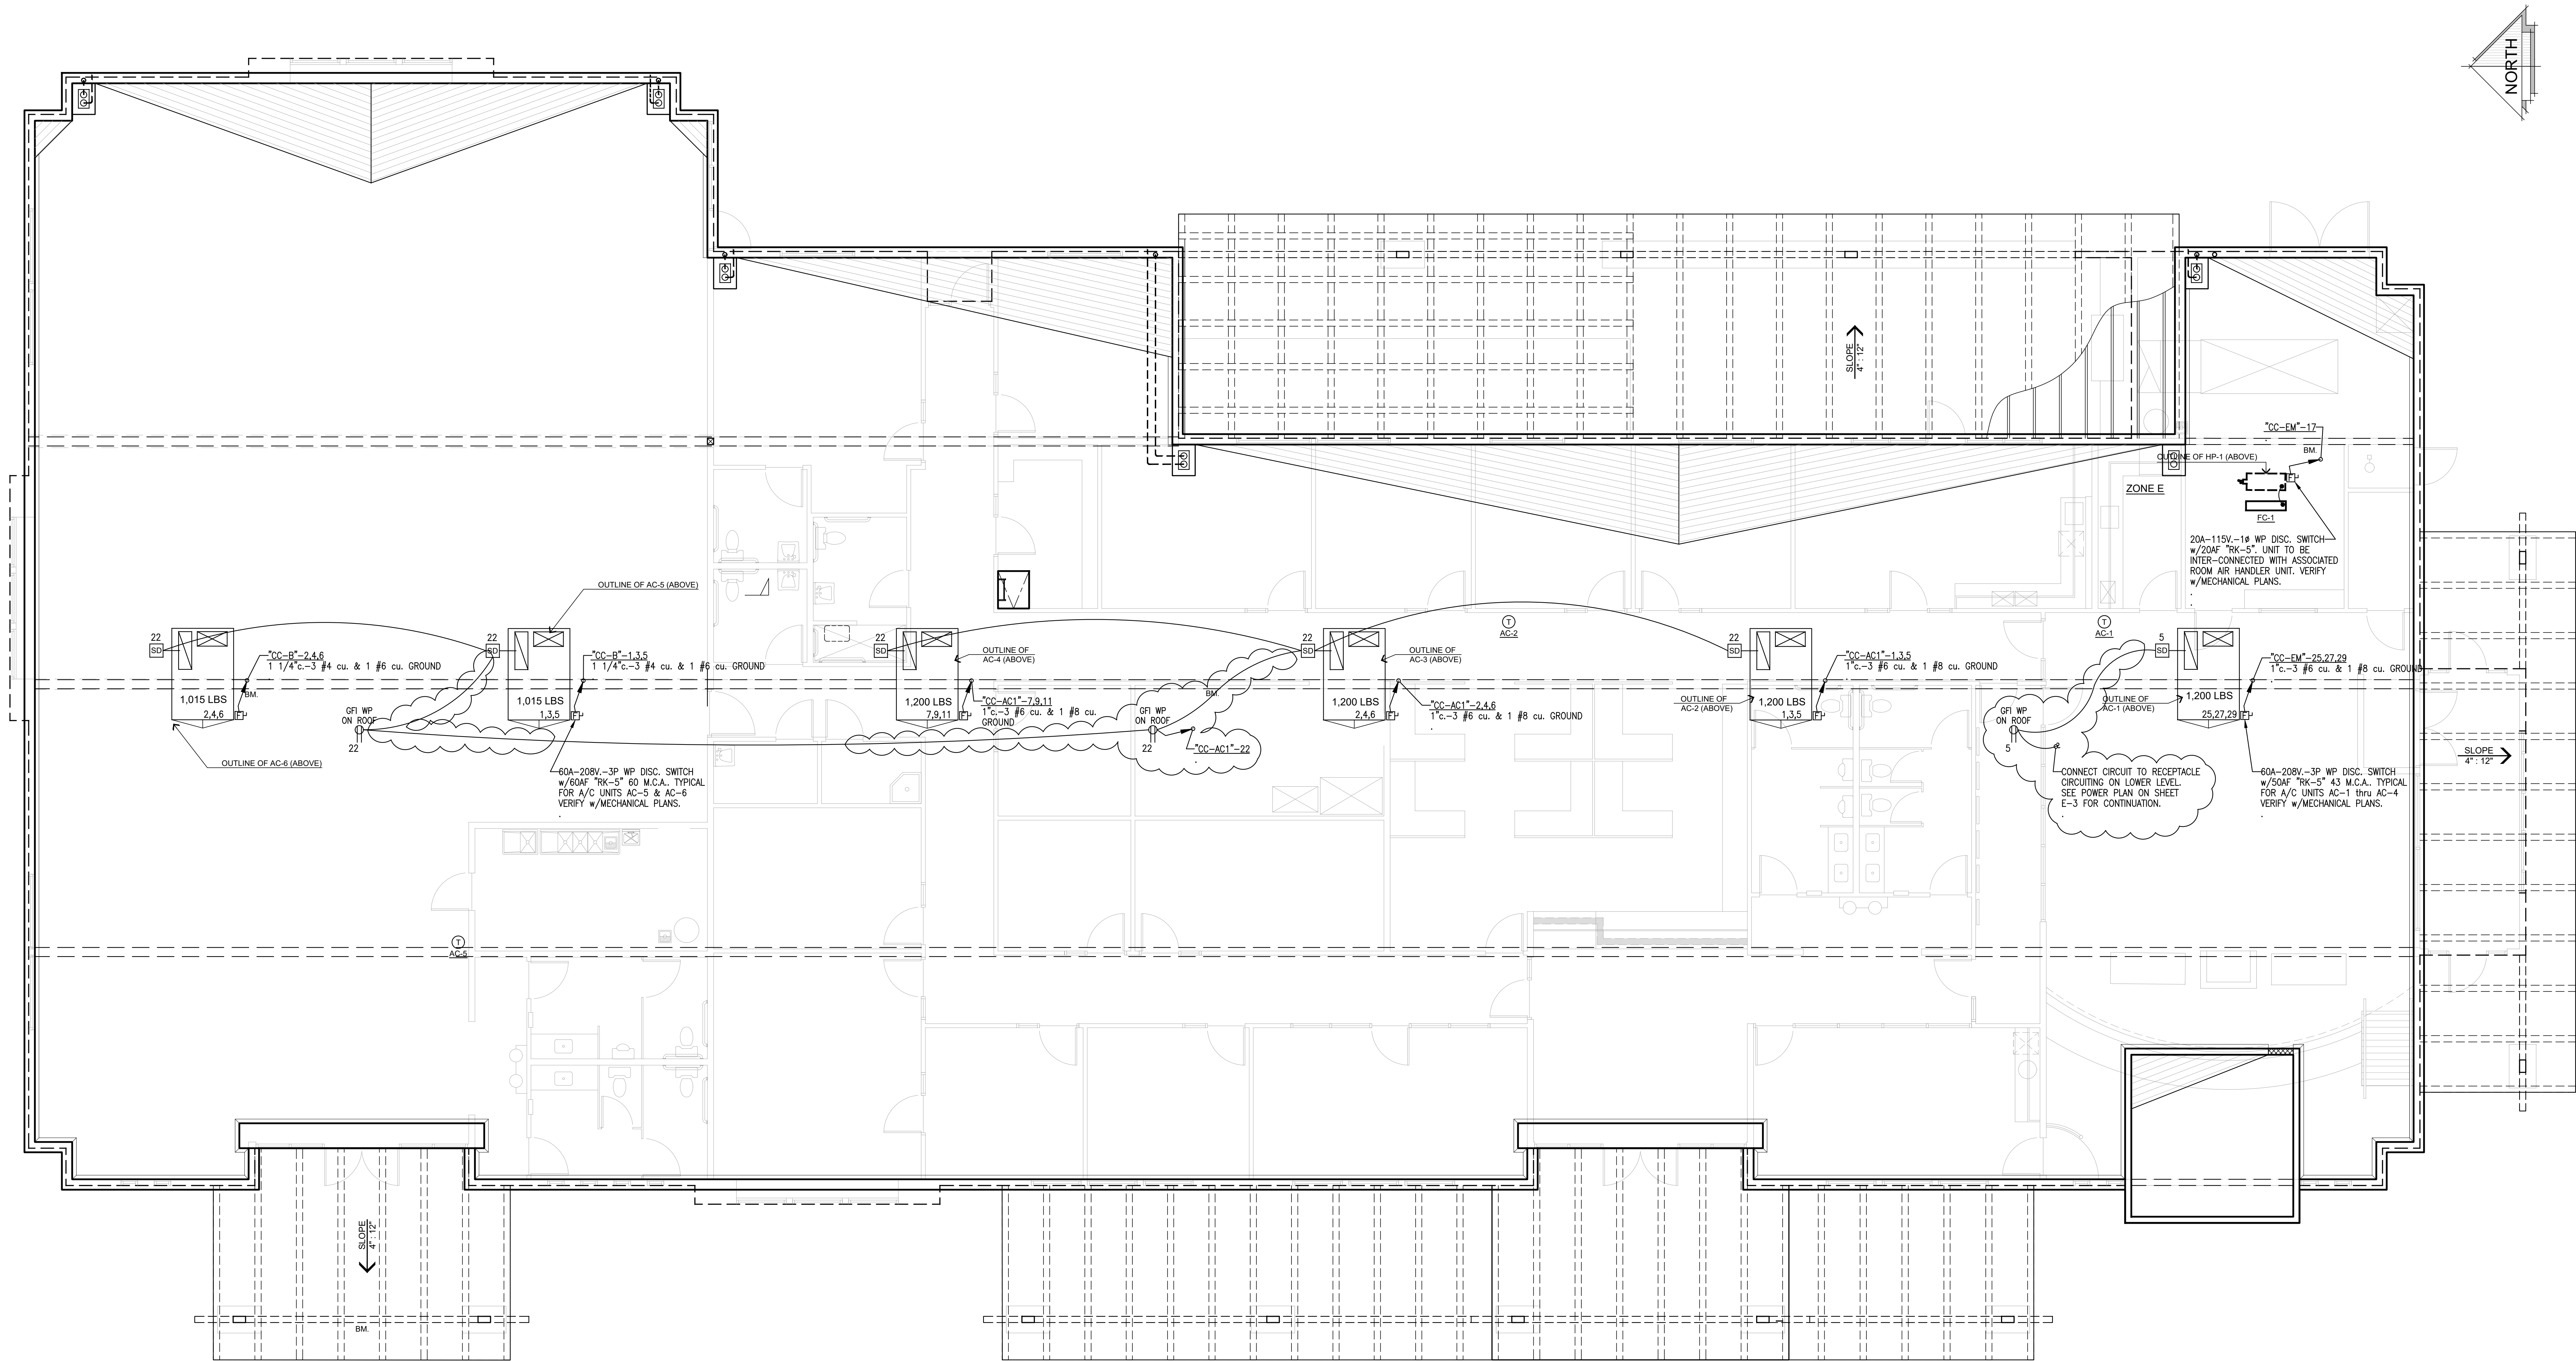 NORTH
SLOPE
4" : 12"
"CC-EM"-17
.
BM.
OUTLINE OF HP-1 (ABOVE)
F
ZONE E
FC-1
20A-115V.-1ø WP DISC. SWITCH
w/20AF "RK-5". UNIT TO BE
INTER-CONNECTED WITH ASSOCIATED
ROOM AIR HANDLER UNIT. VERIFY
w/MECHANICAL PLANS.
.
.
OUTLINE OF AC-5 (ABOVE)
22
SD
"CC-B"-2,4,6
1 1/4"c.-3 #4 cu. & 1 #6 cu. GROUND
.
BM.
1,015 LBS
2,4,6
F
OUTLINE OF AC-6 (ABOVE)
GFI WP
ON ROOF
22
22
SD
"CC-B"-1,3,5
1 1/4"c.-3 #4 cu. & 1 #6 cu. GROUND
.
1,015 LBS
1,3,5
F
60A-208V.-3P WP DISC. SWITCH
w/60AF "RK-5" 60 M.C.A.. TYPICAL
FOR A/C UNITS AC-5 & AC-6
VERIFY w/MECHANICAL PLANS.
.
22
SD
OUTLINE OF
AC-4 (ABOVE)
1,200 LBS
7,9,11
F
"CC-AC1"-7,9,11
1"c.-3 #6 cu. & 1 #8 cu.
GROUND
GFI WP
ON ROOF
22
BM.
"CC-AC1"-22
.
22
SD
OUTLINE OF
AC-3 (ABOVE)
1,200 LBS
2,4,6
F
"CC-AC1"-2,4,6
1"c.-3 #6 cu. & 1 #8 cu. GROUND
.
T
AC-2
22
SD
OUTLINE OF
AC-2 (ABOVE)
1,200 LBS
1,3,5
F
"CC-AC1"-1,3,5
1"c.-3 #6 cu. & 1 #8 cu. GROUND
.
T
AC-1
5
SD
GFI WP
ON ROOF
5
OUTLINE OF
AC-1 (ABOVE)
1,200 LBS
25,27,29
F
"CC-EM"-25,27,29
1"c.-3 #6 cu. & 1 #8 cu. GROUND
.
CONNECT CIRCUIT TO RECEPTACLE
CIRCUITING ON LOWER LEVEL.
SEE POWER PLAN ON SHEET
E-3 FOR CONTINUATION.
.
60A-208V.-3P WP DISC. SWITCH
w/50AF "RK-5" 43 M.C.A.. TYPICAL
FOR A/C UNITS AC-1 thru AC-4
VERIFY w/MECHANICAL PLANS.
.
SLOPE
4" : 12"
T
AC-5
SLOPE
4" : 12"
BM.